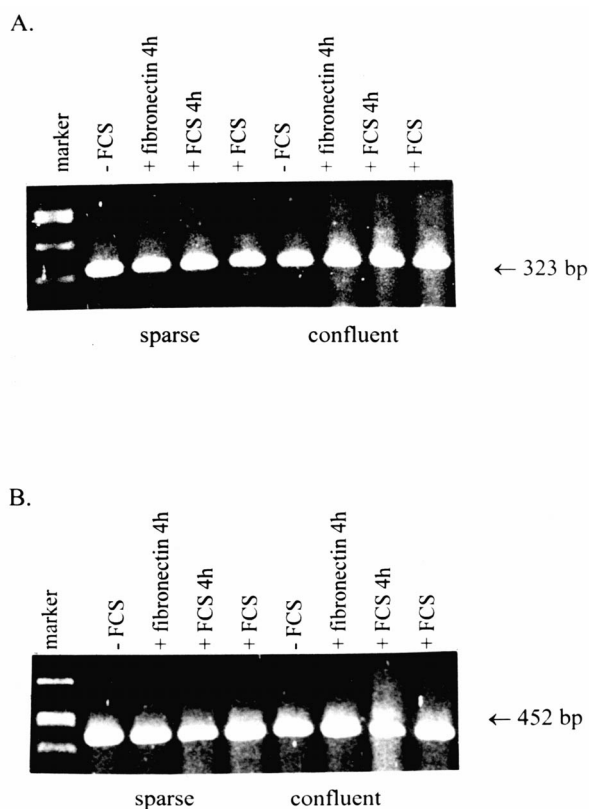 A.
marker
- FCS
+ fibronectin 4h
+ FCS 4h
+ FCS
- FCS
+ fibronectin 4h
+ FCS 4h
+ FCS
← 323 bp
sparse confluent
B.
marker
- FCS
+ fibronectin 4h
+ FCS 4h
+ FCS
- FCS
+ fibronectin 4h
+ FCS 4h
+ FCS
← 452 bp
sparse confluent